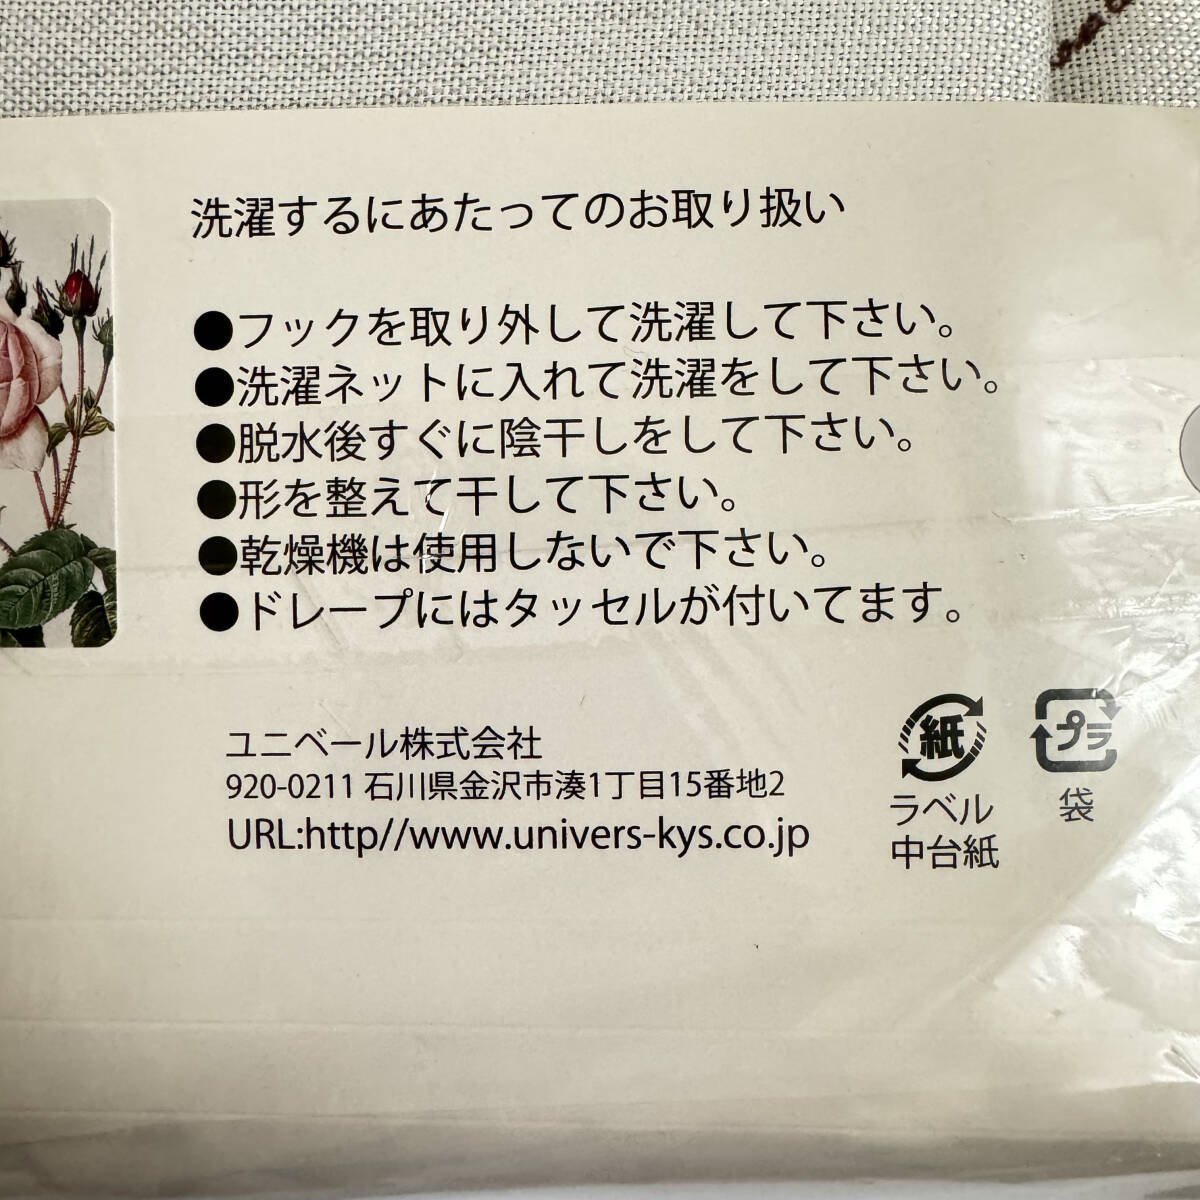 洗濯するにあたってのお取り扱い
●フックを取り外して洗濯して下さい。
●洗濯ネットに入れて洗濯をして下さい。
●脱水後すぐに陰干しをして下さい。
●形を整えて干して下さい。
●乾燥機は使用しないで下さい。
●ドレープにはタッセルが付いてます。
ユニベール株式会社
920-0211 石川県金沢市湊1丁目15番地2
URL:http//www.univers-kys.co.jp
紙
ラベル
中台紙
プラ
袋